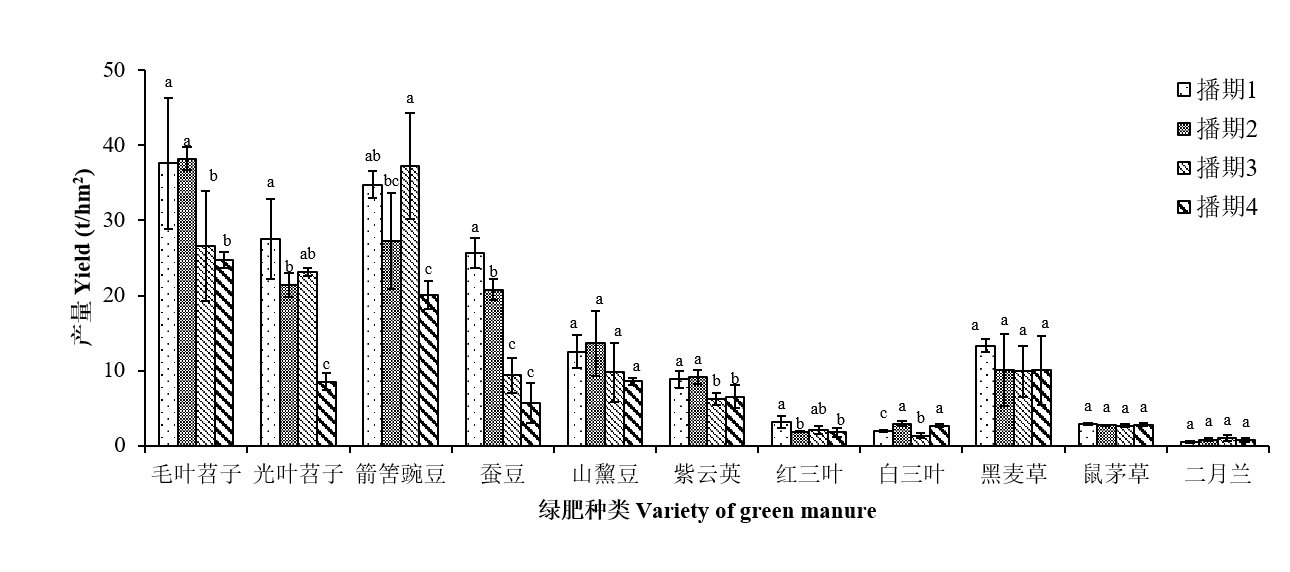 产量 Yield (t/hm²)
50
40
30
20
10
0
a a b b
a b ab c
ab bc a c
a b c c
a a a a
a a b b
a b ab b
c a b a
a a a a
a a a a
a a a a
播期1
播期2
播期3
播期4
毛叶苕子 光叶苕子 箭筈豌豆 蚕豆 山黧豆 紫云英 红三叶 白三叶 黑麦草 鼠茅草 二月兰
绿肥种类 Variety of green manure